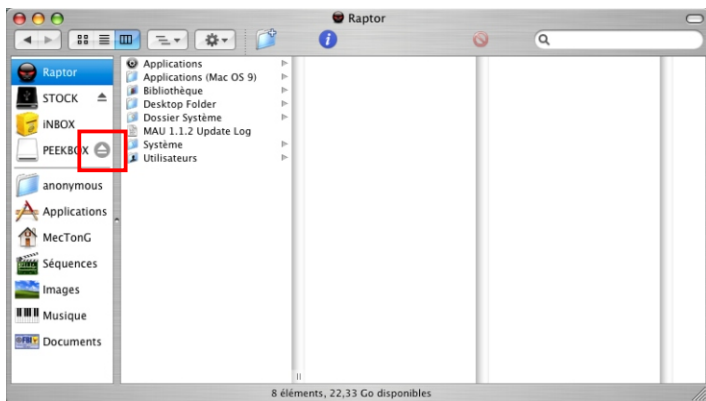 Raptor
Raptor
STOCK
iNBOX
PEEKBOX
anonymous
Applications
MecTonG
Séquences
Images
Musique
Documents
Applications
Applications (Mac OS 9)
Bibliothèque
Desktop Folder
Dossier Système
MAU 1.1.2 Update Log
Système
Utilisateurs
8 éléments, 22,33 Go disponibles